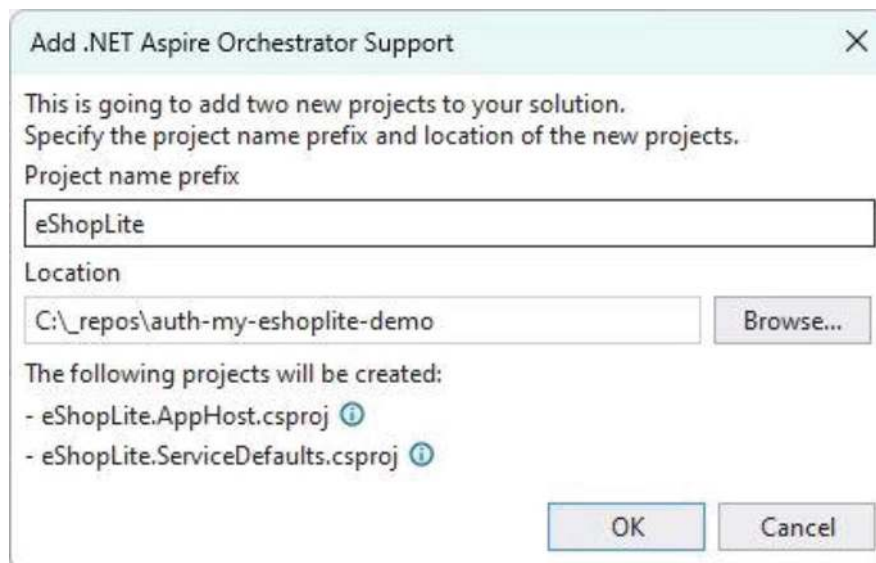 Add .NET Aspire Orchestrator Support
This is going to add two new projects to your solution.
Specify the project name prefix and location of the new projects.
Project name prefix
eShopLite
Location
C:\_repos\auth-my-eshoplite-demo
Browse...
The following projects will be created:
- eShopLite.AppHost.csproj
- eShopLite.ServiceDefaults.csproj
OK
Cancel